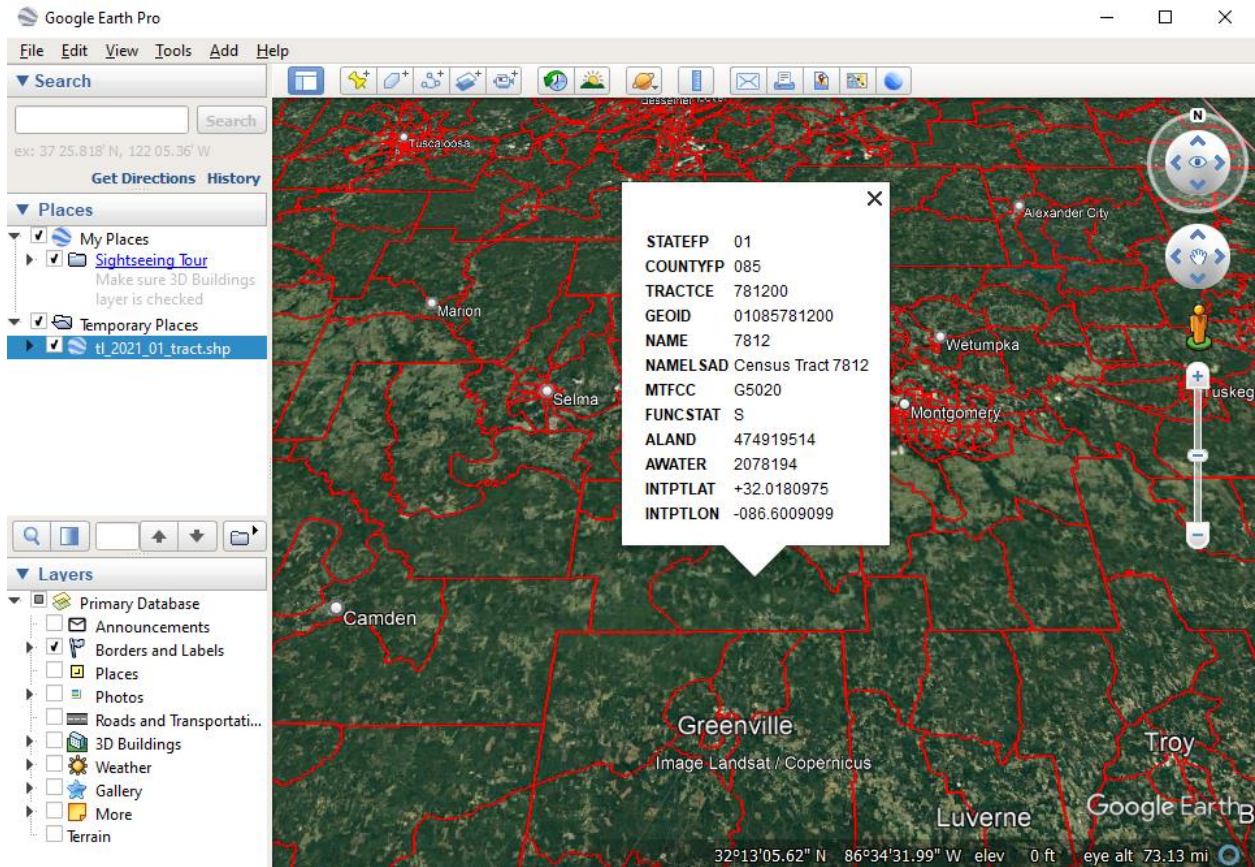 Google Earth Pro
File Edit View Tools Add Help
Search
Search
ex: 37 25.818' N, 122 05.36' W
Get Directions History
Places
My Places
Sightseeing Tour
Make sure 3D Buildings
layer is checked
Temporary Places
tl_2021_01_tract.shp
Layers
Primary Database
Announcements
Borders and Labels
Places
Photos
Roads and Transportati...
3D Buildings
Weather
Gallery
More
Terrain
N
Tuscaloosa
Alexander City
Marion
Wetumpka
Selma
Montgomery
Tuskeg
STATEFP 01
COUNTYFP 085
TRACTCE 781200
GEOID 01085781200
NAME 7812
NAMELSAD Census Tract 7812
MTFCC G5020
FUNCSTAT S
ALAND 474919514
AWATER 2078194
INTPTLAT +32.0180975
INTPTLON -086.6009099
Camden
Greenville
Troy
Image Landsat / Copernicus
Luverne
Google Earth
B
32°13'05.62" N 86°34'31.99" W elev 0 ft eye alt 73.13 mi